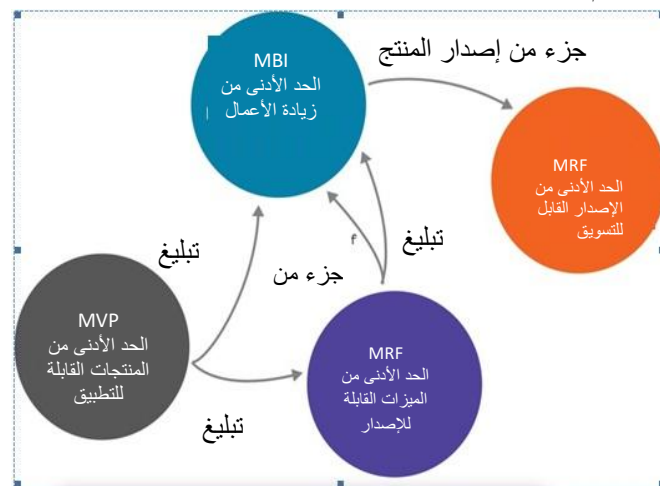 MBI
الحد الأدنى من
زيادة الأعمال
جزء من إصدار المنتج
MRF
الحد الأدنى من
الإصدار القابل
للتسويق
تبليغ
تبليغ
جزء من
MVP
الحد الأدنى من
المنتجات القابلة
للتطبيق
MRF
الحد الأدنى من
الميزات القابلة
للإصدار
تبليغ